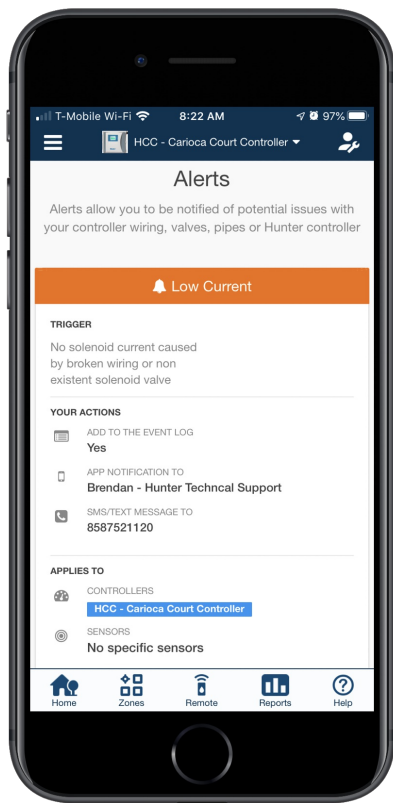 T-Mobile Wi-Fi 8:22 AM 97%
HCC - Carioca Court Controller
Alerts
Alerts allow you to be notified of potential issues with
your controller wiring, valves, pipes or Hunter controller
Low Current
TRIGGER
No solenoid current caused
by broken wiring or non
existent solenoid valve
YOUR ACTIONS
ADD TO THE EVENT LOG
Yes
APP NOTIFICATION TO
Brendan - Hunter Techncal Support
SMS/TEXT MESSAGE TO
8587521120
APPLIES TO
CONTROLLERS
HCC - Carioca Court Controller
SENSORS
No specific sensors
Home Zones Remote Reports Help